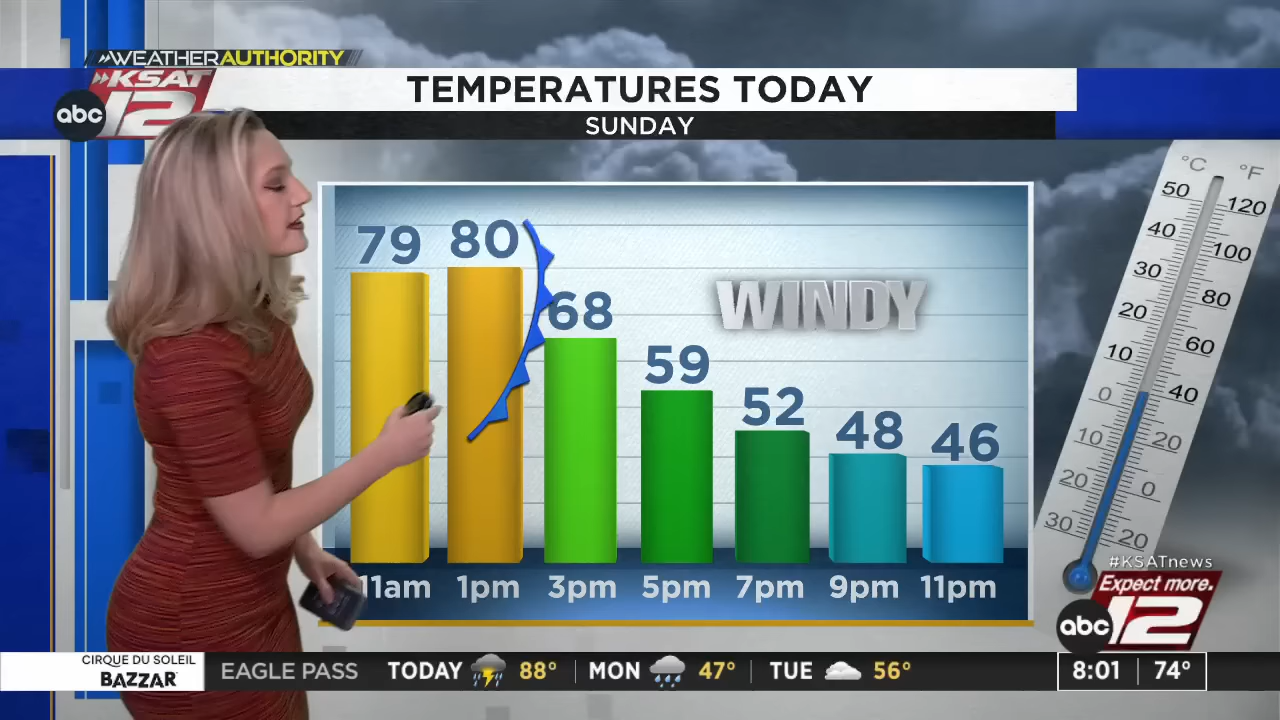 WEATHERAUTHORITY
KSAT
abc 12
TEMPERATURES TODAY
SUNDAY
79 80 68 59 52 48 46
WINDY
11am 1pm 3pm 5pm 7pm 9pm 11pm
°C °F
50 120
40 100
30 80
20 60
10 40
0 20
10 0
20 20
30
#KSATnews
Expect more.
abc 12
CIRQUE DU SOLEIL
BAZZAR
EAGLE PASS TODAY 88° MON 47° TUE 56°
8:01 74°